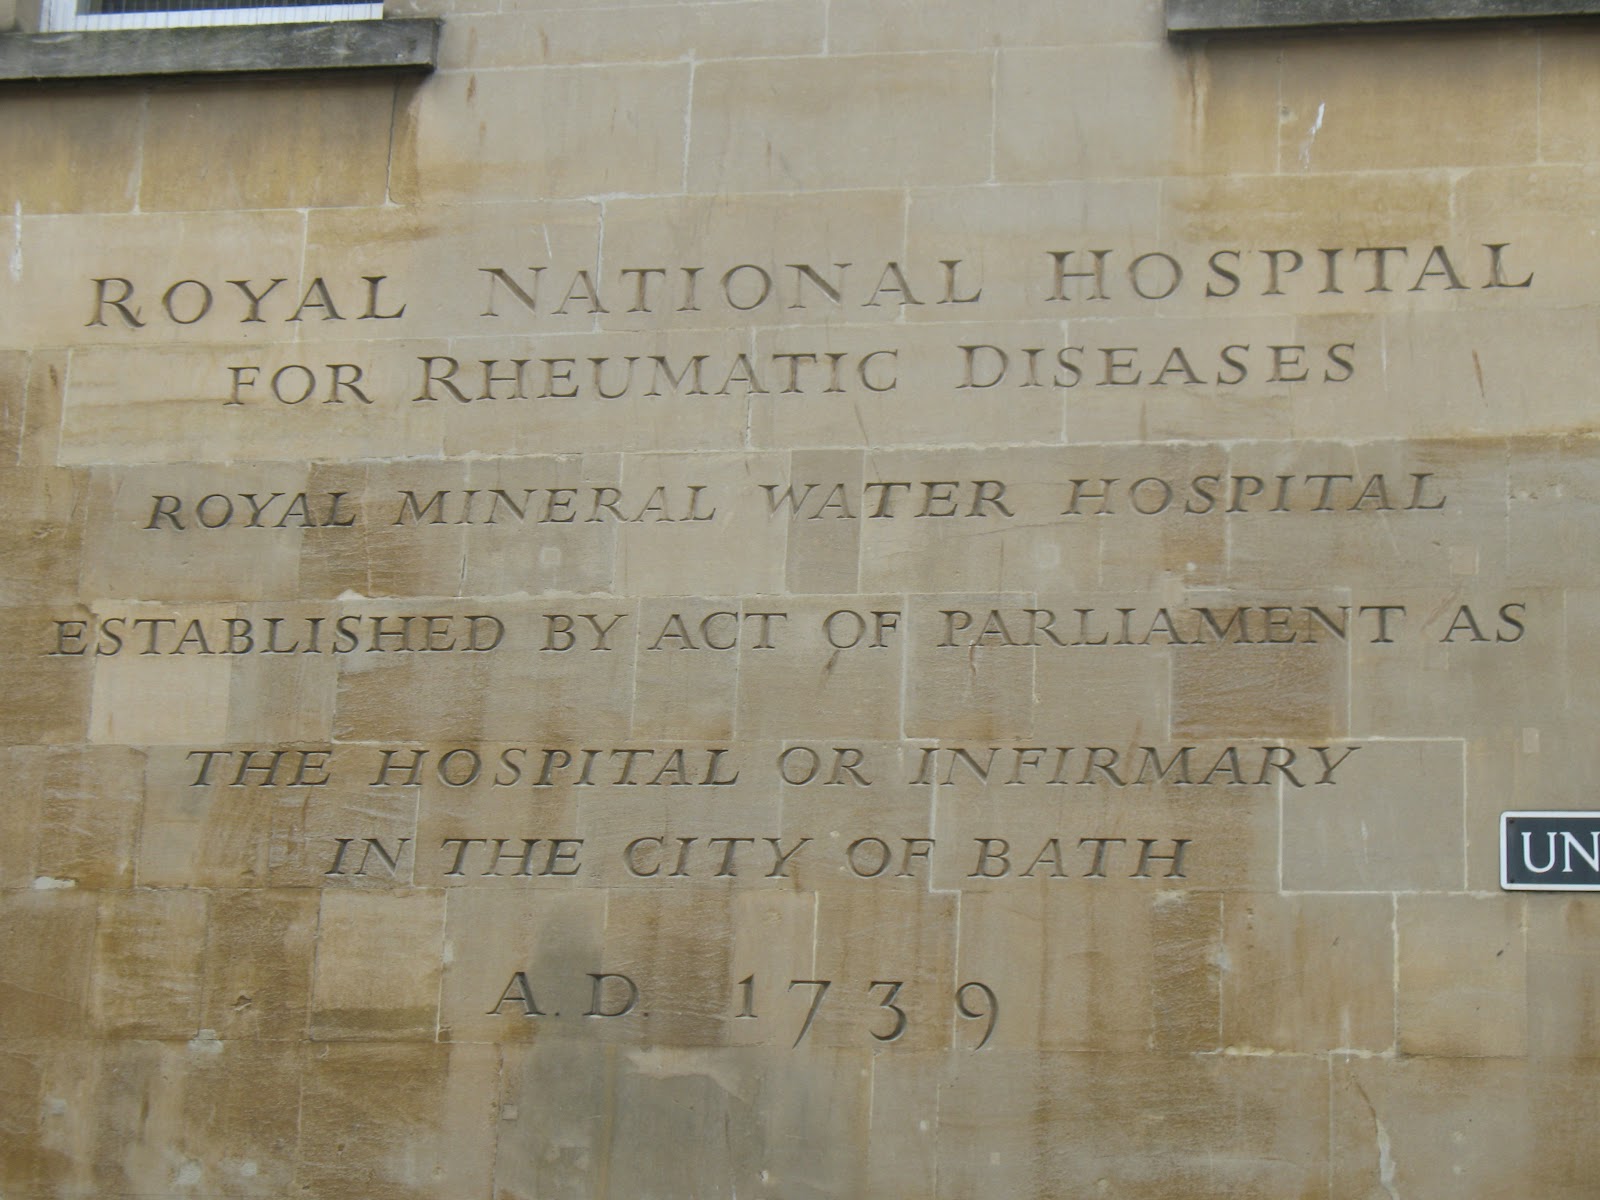 ROYAL NATIONAL HOSPITAL
FOR RHEUMATIC DISEASES
ROYAL MINERAL WATER HOSPITAL
ESTABLISHED BY ACT OF PARLIAMENT AS
THE HOSPITAL OR INFIRMARY
IN THE CITY OF BATH
A.D. 1739
UN